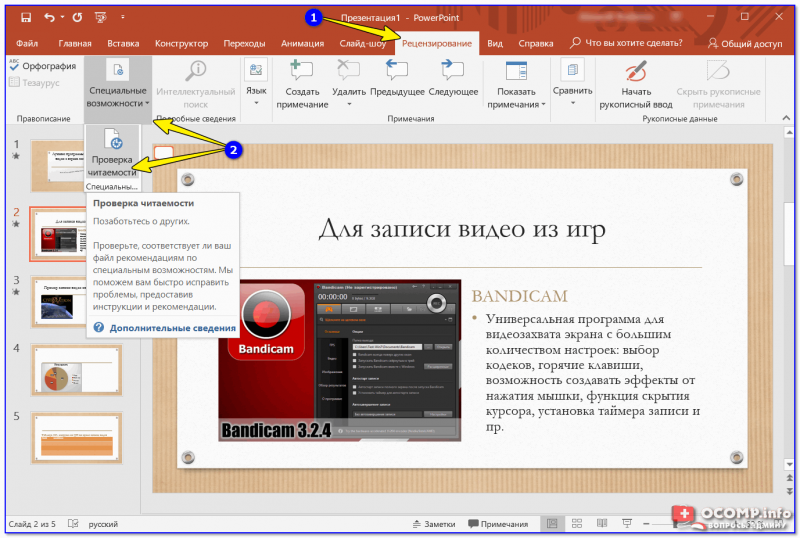 Презентация1 - PowerPoint
1
Файл Главная Вставка Конструктор Переходы Анимация Слайд-шоу Рецензирование Вид Справка Что вы хотите сделать? Общий доступ
ABC
Орфография
Тезаурус
Специальные
возможности
Интеллектуальный
поиск
Язык
Создать
примечание
Удалить
Предыдущее
Следующее
Показать
примечания
Сравнить
Начать
рукописный ввод
Скрыть рукописные
примечания
Правописание
Подробные сведения
Примечания
Рукописные данные
2
Проверка
читаемости
Специальны...
Проверка читаемости
Позаботьтесь о других.
Проверьте, соответствует ли ваш
файл рекомендациям по
специальным возможностям. Мы
поможем вам быстро исправить
проблемы, предоставив
инструкции и рекомендации.
Дополнительные сведения
1
2
3
4
5
Для записи видео из игр
Bandicam
Bandicam 3.2.4
00:00:00
BANDICAM
• Универсальная программа для
видеозахвата экрана с большим
количеством настроек: выбор
кодеков, горячие клавиши,
возможность создавать эффекты от
нажатия мышки, функция скрытия
курсора, установка таймера записи и
пр.
Слайд 2 из 5 русский Заметки Примечания
OCOMP.info
ВОПРОСЫ АДМИНУ